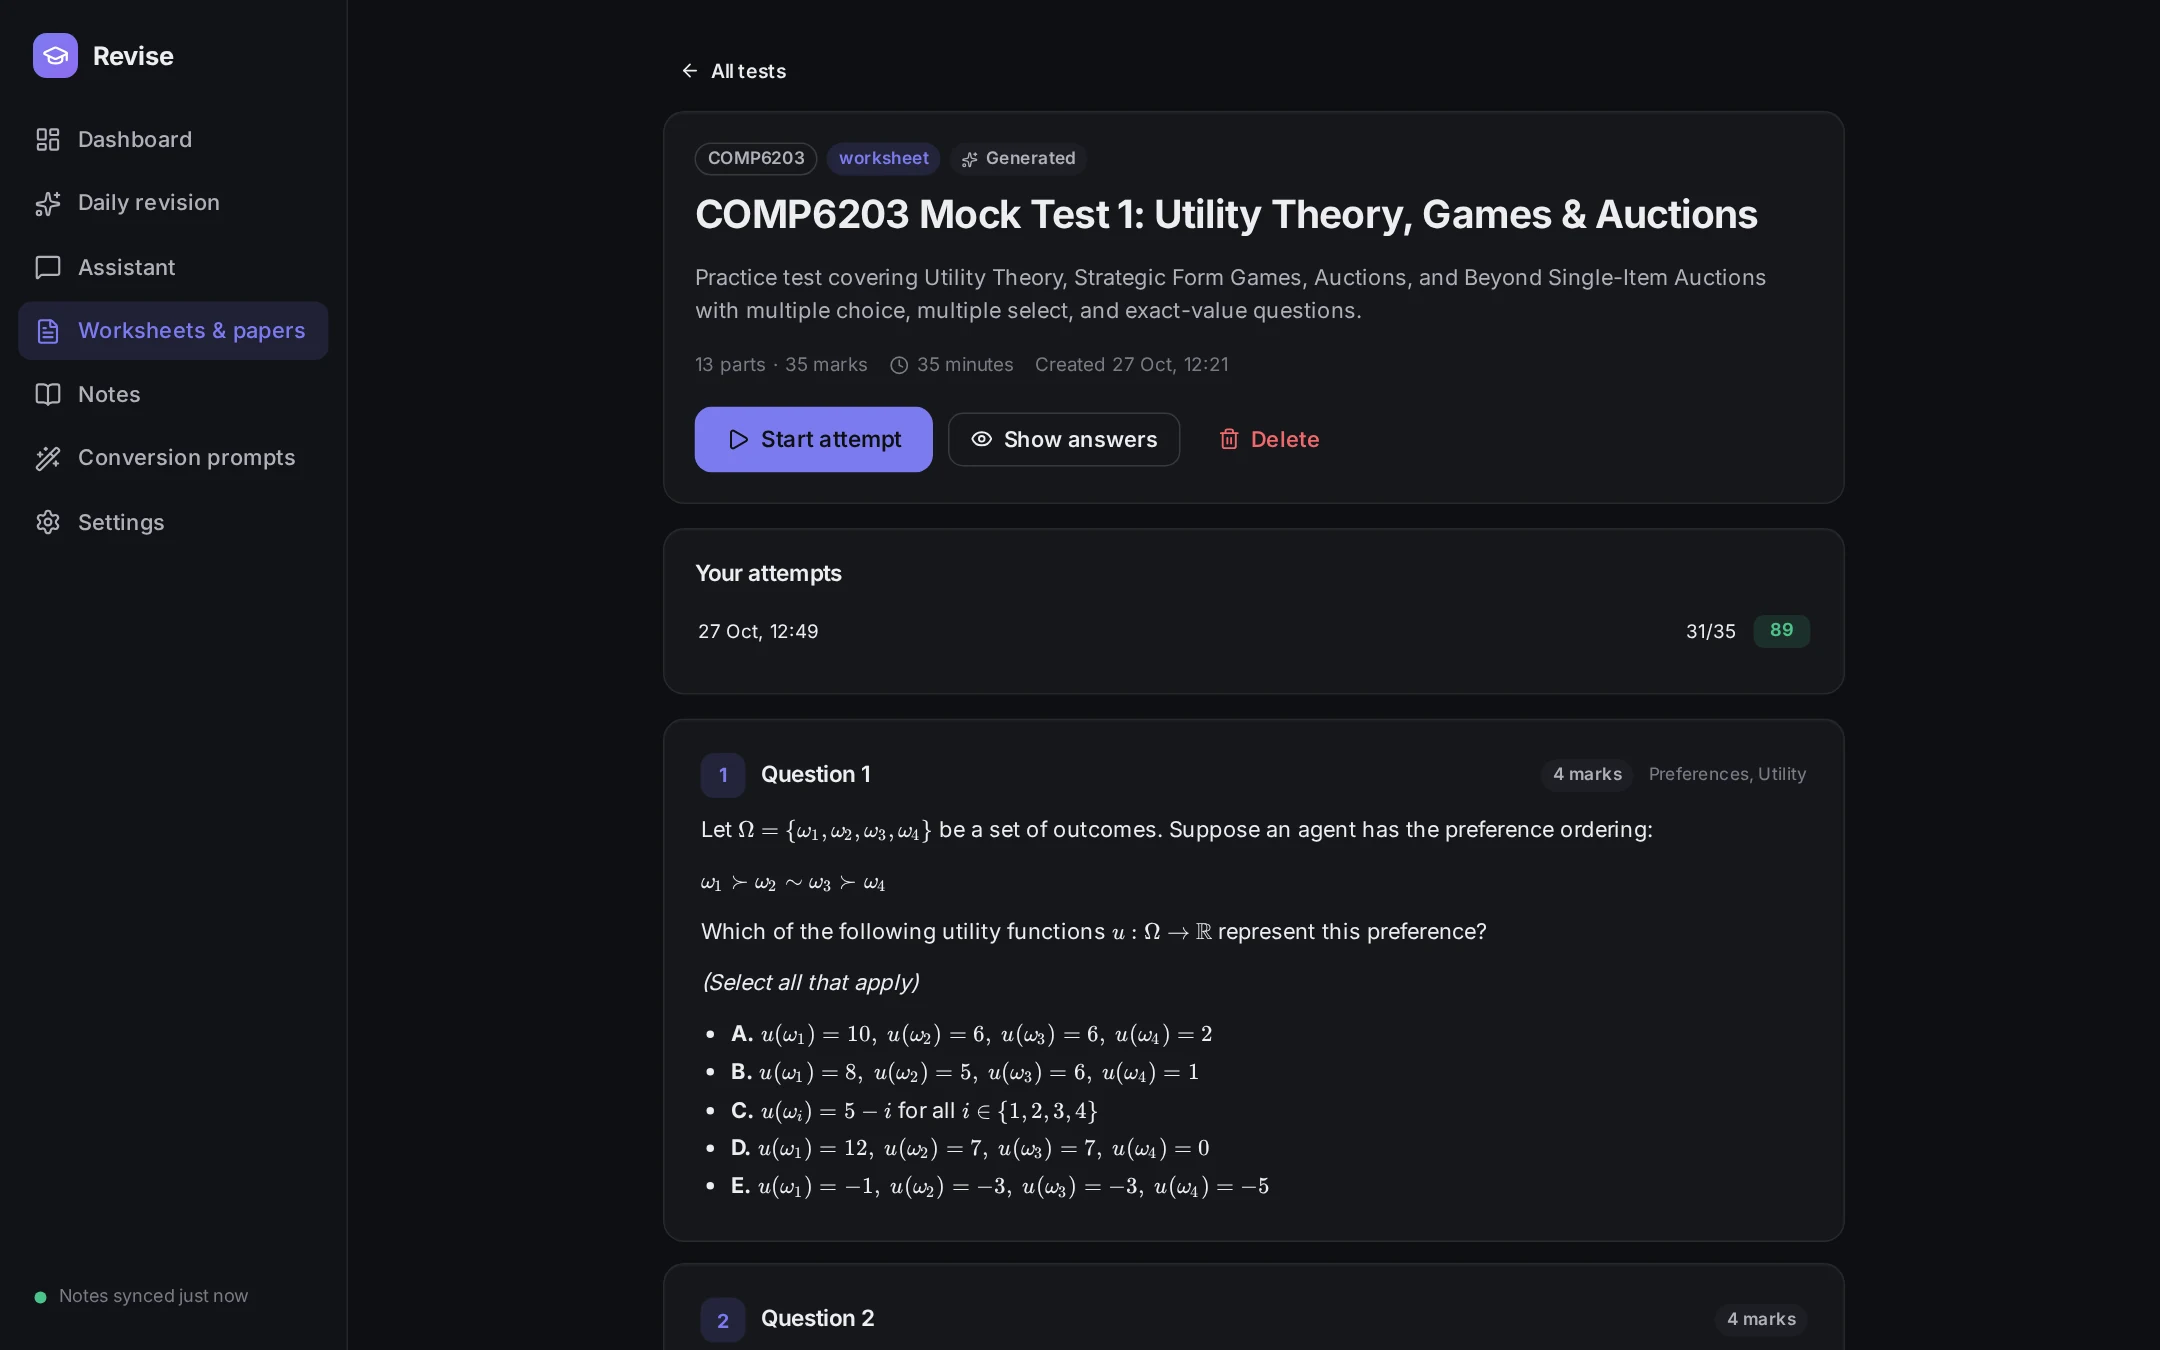 Revise
Dashboard
Daily revision
Assistant
Worksheets & papers
Notes
Conversion prompts
Settings
Notes synced just now
All tests
COMP6203 worksheet Generated
COMP6203 Mock Test 1: Utility Theory, Games & Auctions
Practice test covering Utility Theory, Strategic Form Games, Auctions, and Beyond Single-Item Auctions
with multiple choice, multiple select, and exact-value questions.
13 parts · 35 marks 35 minutes Created 27 Oct, 12:21
Start attempt Show answers Delete
Your attempts
27 Oct, 12:49 31/35 89
1 Question 1 4 marks Preferences, Utility
Let Ω = {ω₁, ω₂, ω₃, ω₄} be a set of outcomes. Suppose an agent has the preference ordering:
ω₁ ≻ ω₂ ∼ ω₃ ≻ ω₄
Which of the following utility functions u : Ω → ℝ represent this preference?
(Select all that apply)
• A. u(ω₁) = 10, u(ω₂) = 6, u(ω₃) = 6, u(ω₄) = 2
• B. u(ω₁) = 8, u(ω₂) = 5, u(ω₃) = 6, u(ω₄) = 1
• C. u(ωᵢ) = 5 − i for all i ∈ {1, 2, 3, 4}
• D. u(ω₁) = 12, u(ω₂) = 7, u(ω₃) = 7, u(ω₄) = 0
• E. u(ω₁) = −1, u(ω₂) = −3, u(ω₃) = −3, u(ω₄) = −5
2 Question 2 4 marks